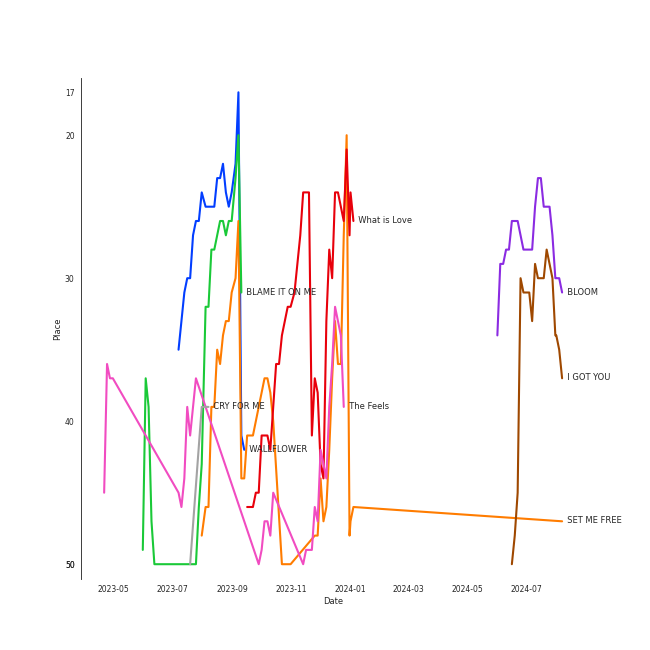 17
20
30
40
50
Place
What is Love
BLAME IT ON ME
BLOOM
I GOT YOU
CRY FOR ME
The Feels
WALLFLOWER
SET ME FREE
2023-05
2023-07
2023-09
2023-11
2024-01
2024-03
2024-05
2024-07
Date